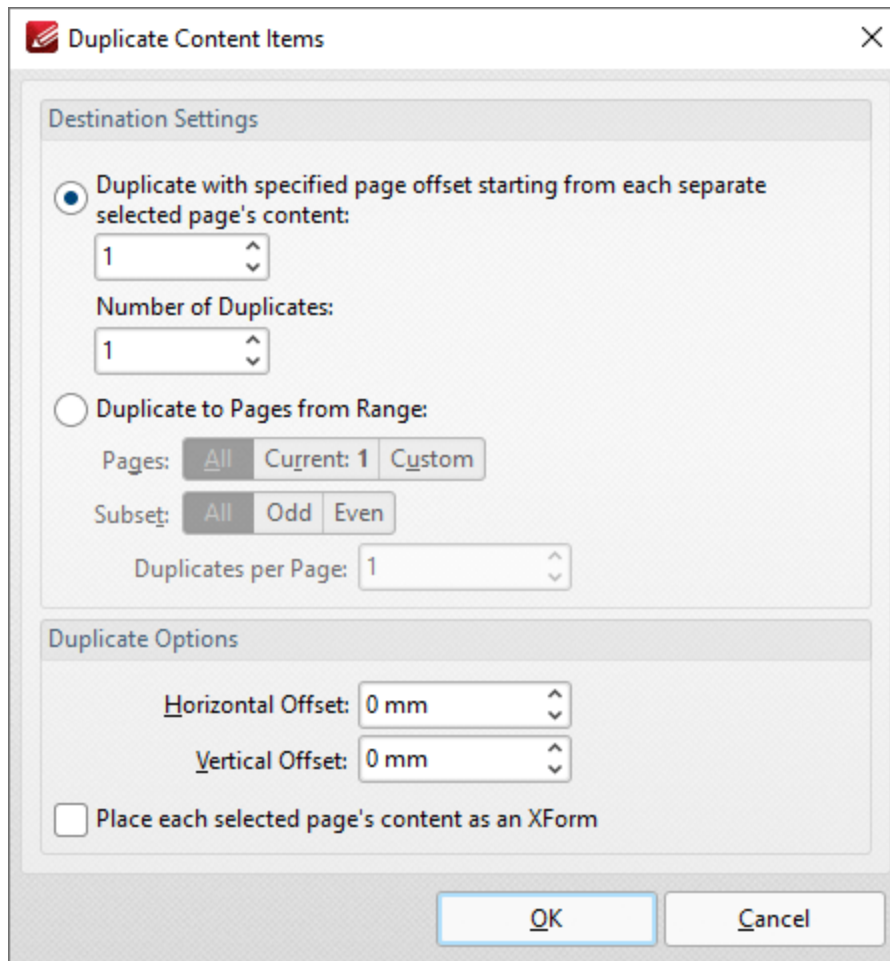 Duplicate Content Items
Destination Settings
Duplicate with specified page offset starting from each separate
selected page's content:
1
Number of Duplicates:
1
Duplicate to Pages from Range:
Pages: All Current: 1 Custom
Subset: All Odd Even
Duplicates per Page: 1
Duplicate Options
Horizontal Offset: 0 mm
Vertical Offset: 0 mm
Place each selected page's content as an XForm
OK Cancel